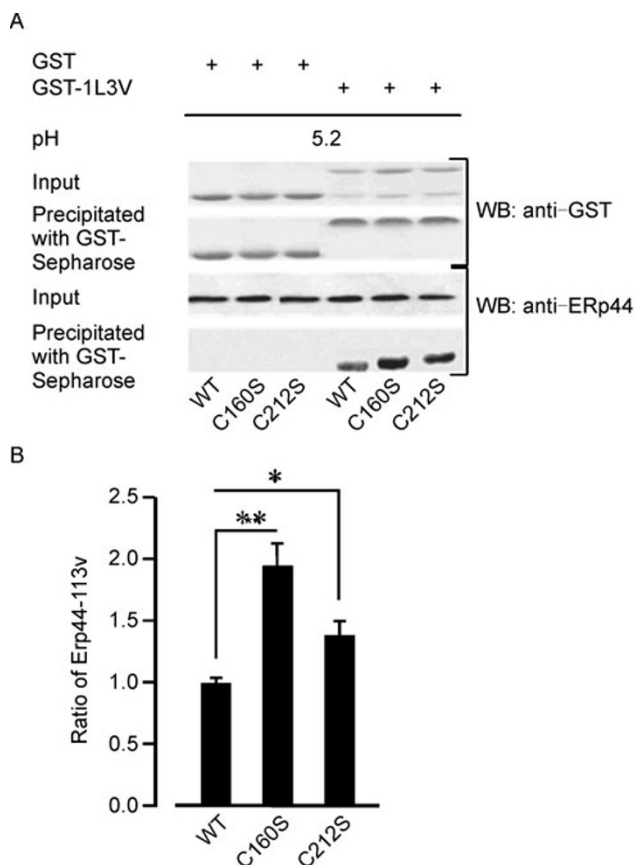 A
GST + + +
GST-1L3V + + +
pH 5.2
Input
Precipitated
with GST-
Sepharose
WB: anti-GST
Input
Precipitated
with GST-
Sepharose
WB: anti-ERp44
WT C160S C212S WT C160S C212S
B
*
**
Ratio of Erp44-113v
2.5
2.0
1.5
1.0
0.5
0.0
WT C160S C212S